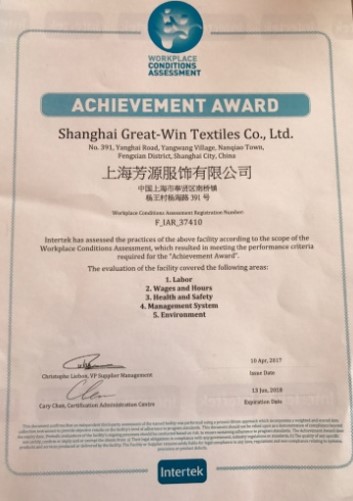 WORKPLACE
CONDITIONS
ASSESSMENT
ACHIEVEMENT AWARD
Shanghai Great-Win Textiles Co., Ltd.
No. 391, Yanghai Road, Yangwang Village, Nanqiao Town,
Fengxian District, Shanghai City, China
上海芳源服饰有限公司
中国上海市奉贤区南桥镇
杨王村杨海路 391 号
Workplace Conditions Assessment Registration Number:
F_IAR_37410
Intertek has assessed the practices of the above facility according to the scope of the
Workplace Conditions Assessment, which resulted in meeting the performance criteria
required for the "Achievement Award".
The evaluation of the facility covered the following areas:
1. Labor
2. Wages and Hours
3. Health and Safety
4. Management System
5. Environment
10 Apr, 2017
Christophe Liebon, VP Supplier Management
Issue Date
13 Jan, 2018
Cary Chan, Certification Administration Centre
Expiration Date
Intertek